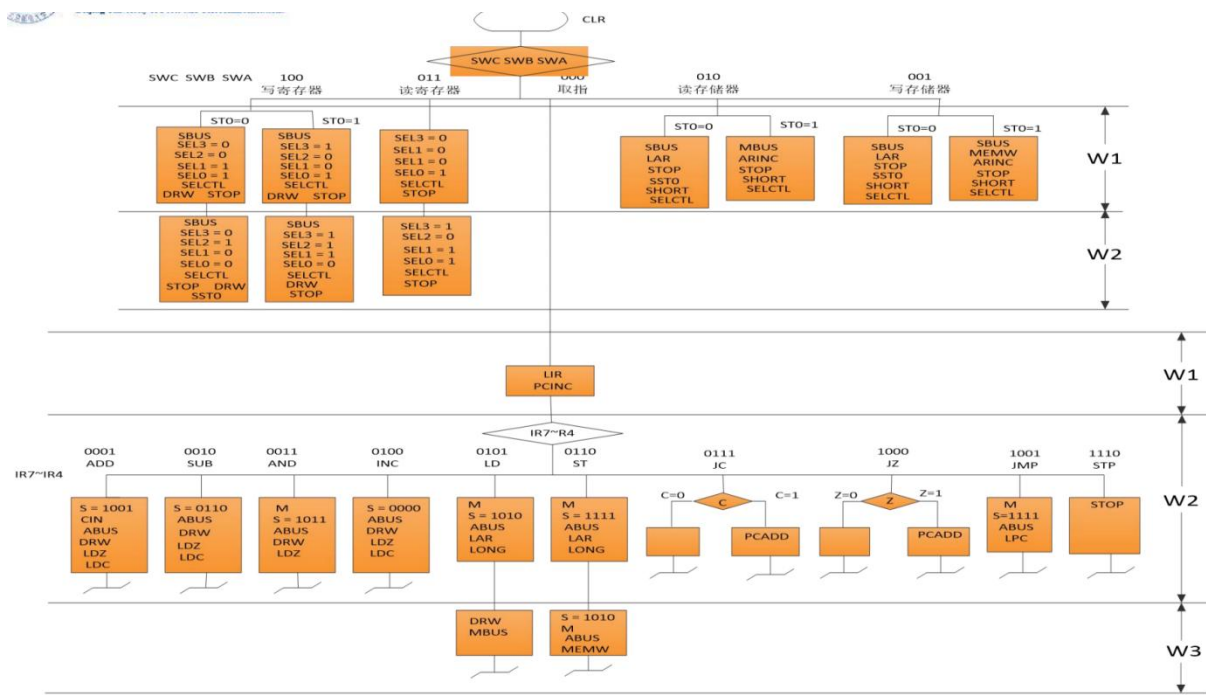 CLR
SWC SWB SWA
SWC SWB SWA
100
写寄存器
011
读寄存器
000
取指
010
读存储器
001
写存储器
ST0=0
ST0=1
ST0=0
ST0=1
ST0=0
ST0=1
SBUS
SEL3 = 0
SEL2 = 0
SEL1 = 1
SEL0 = 1
SELCTL
DRW STOP
SBUS
SEL3 = 1
SEL2 = 0
SEL1 = 0
SEL0 = 1
SELCTL
DRW STOP
SEL3 = 0
SEL1 = 0
SEL1 = 0
SEL0 = 1
SELCTL
STOP
SBUS
LAR
STOP
SST0
SHORT
SELCTL
MBUS
ARINC
STOP
SHORT
SELCTL
SBUS
LAR
STOP
SST0
SHORT
SELCTL
SBUS
MEMW
ARINC
STOP
SHORT
SELCTL
W1
SBUS
SEL3 = 0
SEL2 = 1
SEL1 = 0
SEL0 = 0
SELCTL
STOP DRW
SST0
SBUS
SEL3 = 1
SEL2 = 1
SEL1 = 1
SEL0 = 0
SELCTL
DRW
STOP
SEL3 = 1
SEL2 = 0
SEL1 = 1
SEL0 = 1
SELCTL
STOP
W2
LIR
PCINC
W1
IR7~R4
IR7~IR4
0001
ADD
0010
SUB
0011
AND
0100
INC
0101
LD
0110
ST
0111
JC
1000
JZ
1001
JMP
1110
STP
S = 1001
CIN
ABUS
DRW
LDZ
LDC
S = 0110
ABUS
DRW
LDZ
LDC
M
S = 1011
ABUS
DRW
LDZ
S = 0000
ABUS
DRW
LDZ
LDC
M
S = 1010
ABUS
LAR
LONG
M
S = 1111
ABUS
LAR
LONG
C=0
C
C=1
PCADD
Z=0
Z
Z=1
PCADD
M
S=1111
ABUS
LPC
STOP
W2
DRW
MBUS
S = 1010
M
ABUS
MEMW
W3